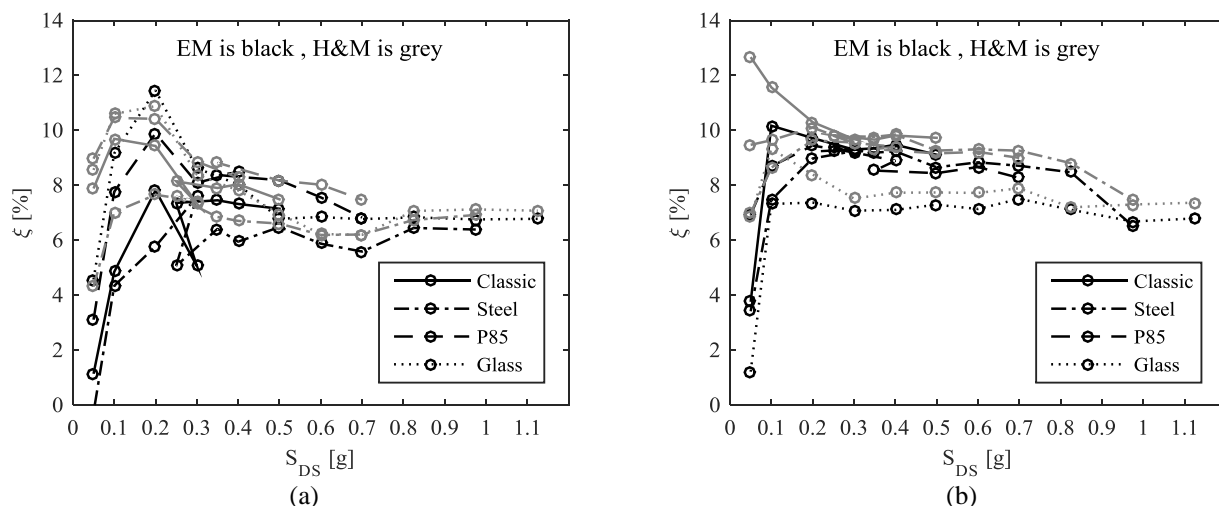 14
EM is black , H&M is grey
12
10
8
6
4
2
0
ξ [%]
Classic
Steel
P85
Glass
0 0.1 0.2 0.3 0.4 0.5 0.6 0.7 0.8 0.9 1 1.1
S_DS [g]
(a)
14
EM is black , H&M is grey
12
10
8
6
4
2
0
ξ [%]
Classic
Steel
P85
Glass
0 0.1 0.2 0.3 0.4 0.5 0.6 0.7 0.8 0.9 1 1.1
S_DS [g]
(b)